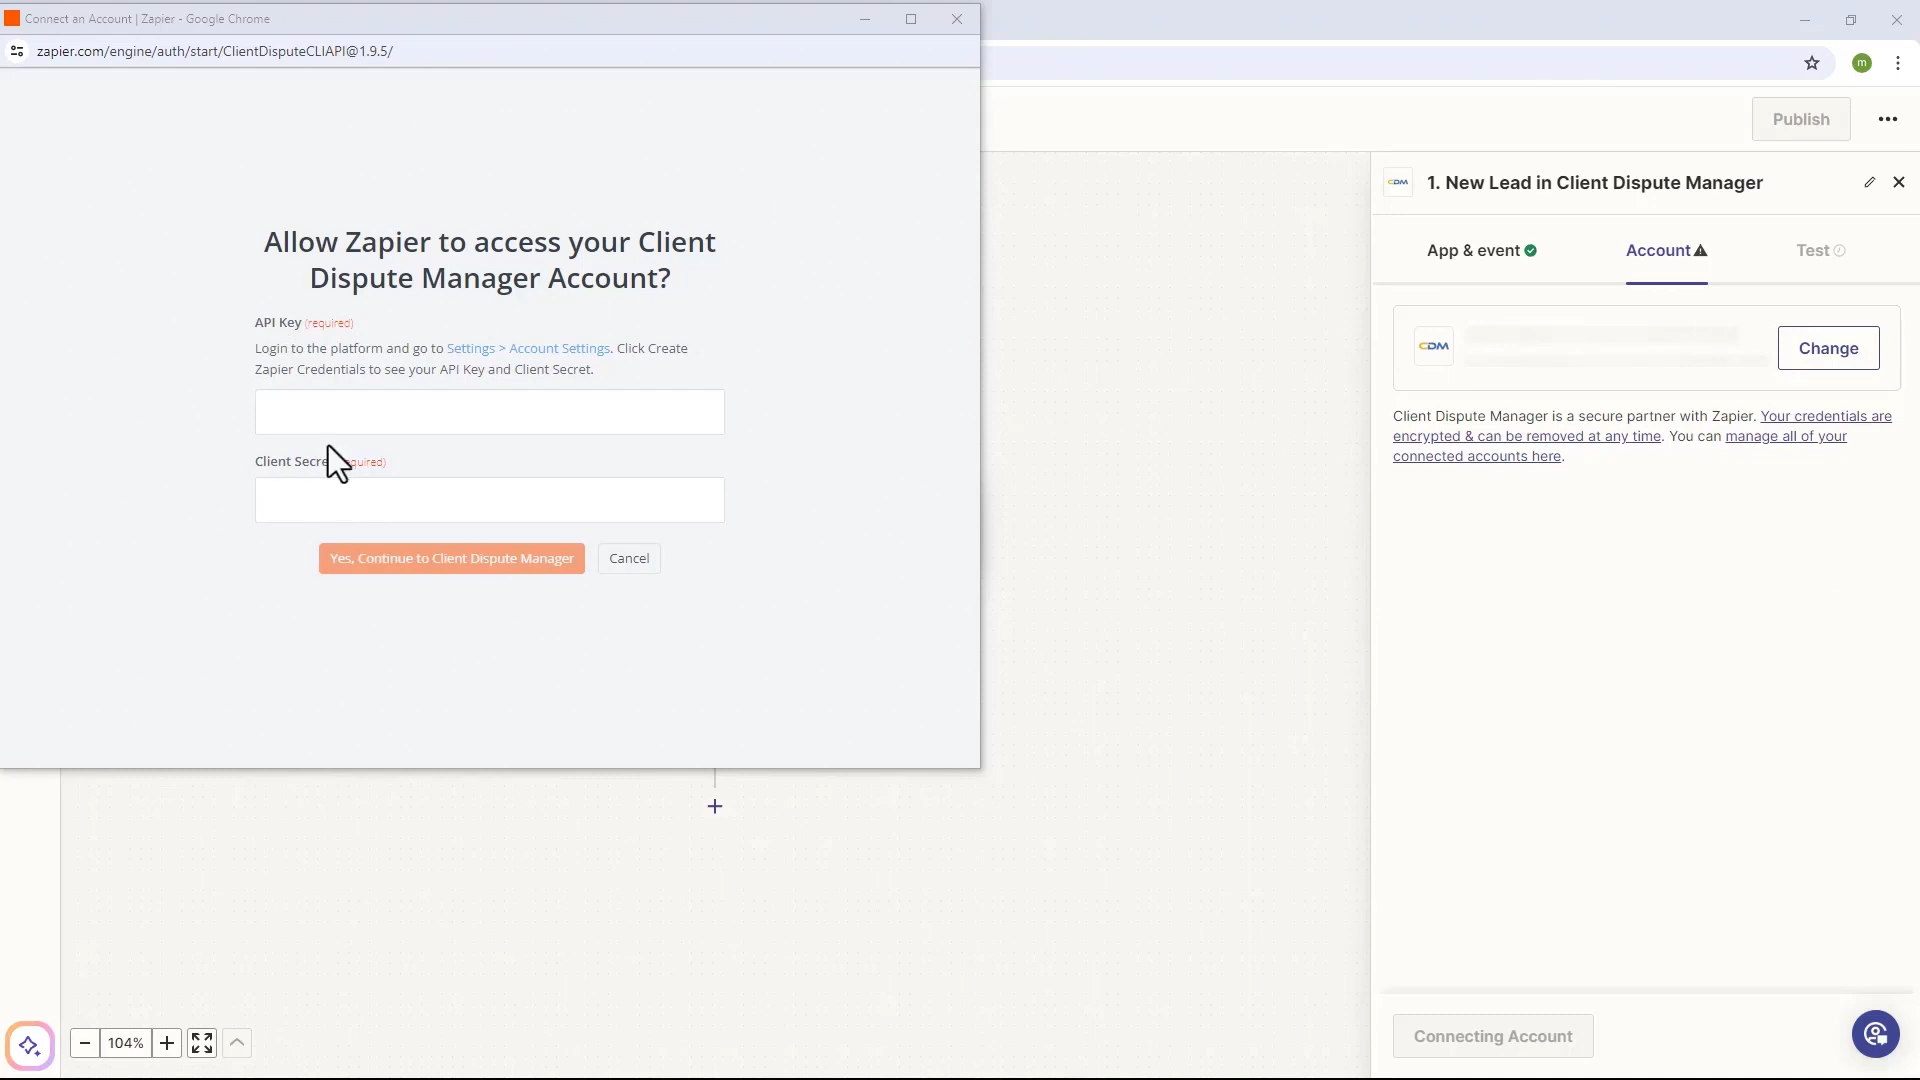 Connect an Account | Zapier - Google Chrome
zapier.com/engine/auth/start/ClientDisputeCLIAPI@1.9.5/
m
Publish
Allow Zapier to access your Client
Dispute Manager Account?
API Key (required)
Login to the platform and go to Settings > Account Settings. Click Create
Zapier Credentials to see your API Key and Client Secret.
Client Secre quired)
Yes, Continue to Client Dispute Manager
Cancel
CDM
1. New Lead in Client Dispute Manager
App & event
Account
Test
CDM
Change
Client Dispute Manager is a secure partner with Zapier. Your credentials are
encrypted & can be removed at any time. You can manage all of your
connected accounts here.
104%
Connecting Account